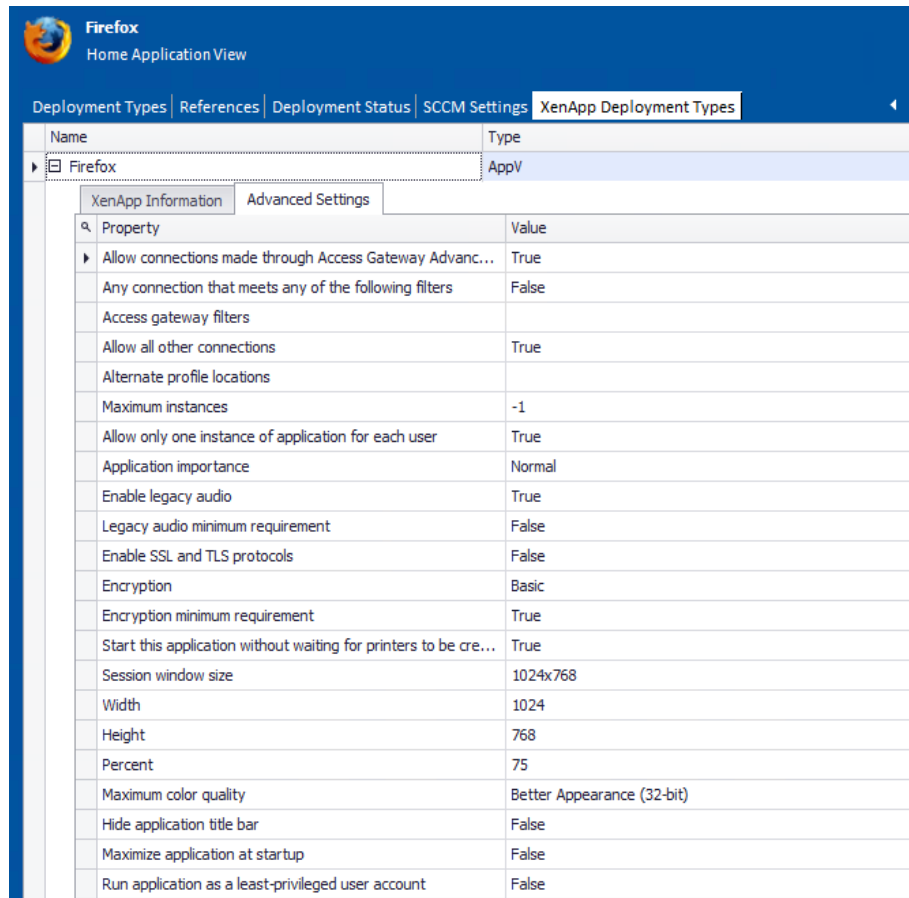 Firefox
Home Application View
Deployment Types References Deployment Status SCCM Settings XenApp Deployment Types
Name Type
Firefox AppV
XenApp Information Advanced Settings
Property Value
Allow connections made through Access Gateway Advanc... True
Any connection that meets any of the following filters False
Access gateway filters
Allow all other connections True
Alternate profile locations
Maximum instances -1
Allow only one instance of application for each user True
Application importance Normal
Enable legacy audio True
Legacy audio minimum requirement False
Enable SSL and TLS protocols False
Encryption Basic
Encryption minimum requirement True
Start this application without waiting for printers to be cre... True
Session window size 1024x768
Width 1024
Height 768
Percent 75
Maximum color quality Better Appearance (32-bit)
Hide application title bar False
Maximize application at startup False
Run application as a least-privileged user account False